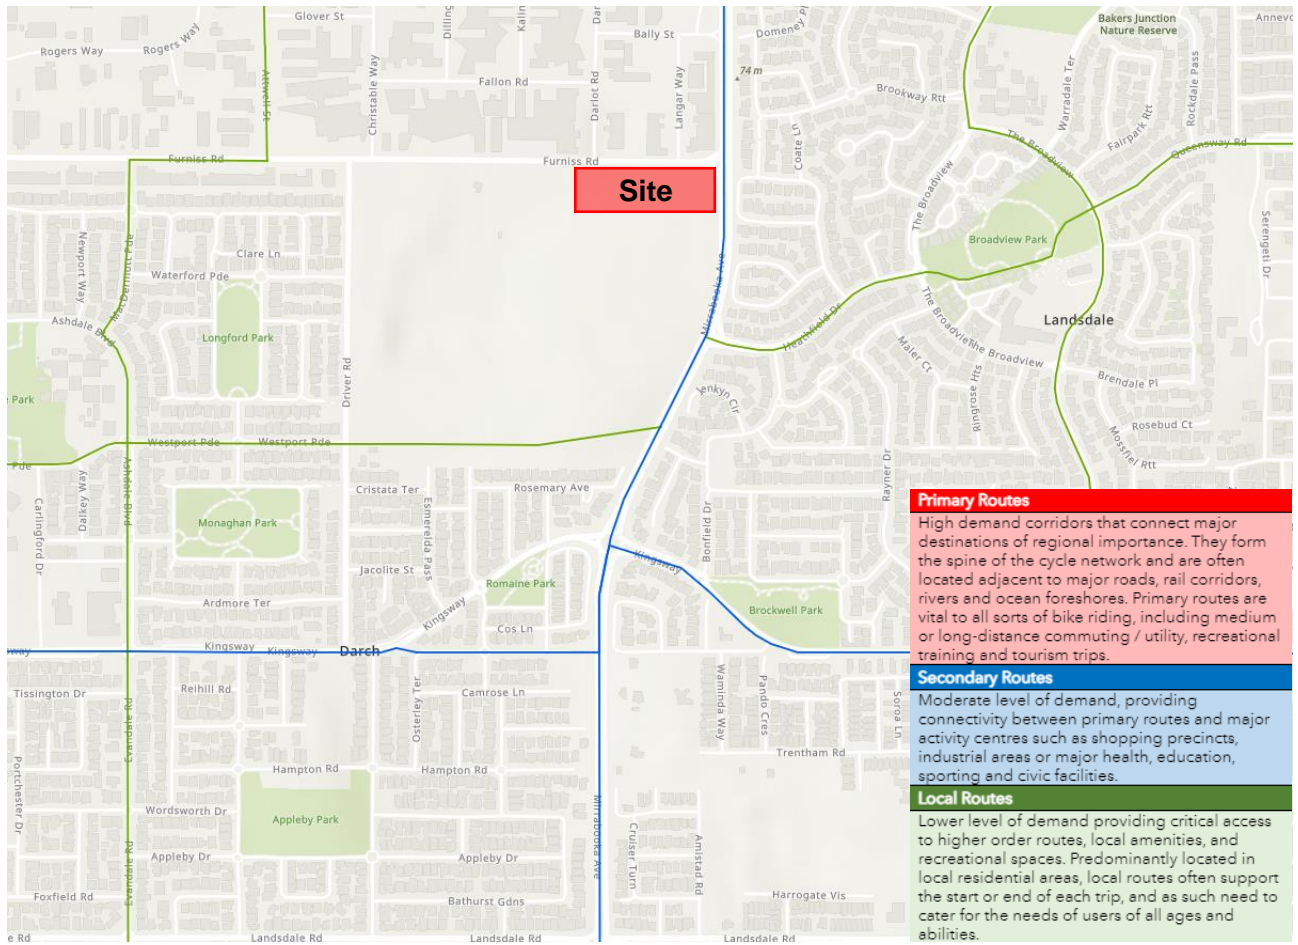 Glover St
Dar
Bally St
Domeney Pl
Bakers Junction
Nature Reserve
Rogers Way
Rogers Way
74 m
Fallon Rd
Attwell St
Christable Way
Darlot Rd
Langar Way
Brookway Rtt
Warradale Ter
Rockdale Pass
Coate Ln
The Broadview
Fairpark Rtt
Queensway Rd
Furniss Rd
Furniss Rd
Site
The Broadview
Newport Way
MacDermott Pde
Clare Ln
Waterford Pde
Broadview Park
Serengeti Dr
Mirrabooka Ave
Ashdale Blvd
Longford Park
Driver Rd
Heathfield Dr
The Broadview
Landsdale
The Broadview
Maler Ct
Brendale Pl
Jenkyn Cir
Ringrose Hts
Park
Westport Pde
Westport Pde
Rosebud Ct
Mossfiel Rtt
Pde
Dalkey Way
Ashdale Blvd
Cristata Ter
Rosemary Ave
Rayner Dr
Carlingford Dr
Monaghan Park
Esmerelda Pass
Bonfield Dr
Kingsway
Jacolite St
Romaine Park
Ardmore Ter
Kingsway
Brockwell Park
Cos Ln
way
Kingsway
Kingsway
Darch
Tissington Dr
Reihill Rd
Osterley Ter
Camrose Ln
Waminda Way
Pando Cres
Soroa Ln
Evandale Rd
Trentham Rd
Portchester Dr
Hampton Rd
Hampton Rd
Wordsworth Dr
Appleby Park
Mirrabooka Ave
Cruiser Turn
Amistad Rd
Appleby Dr
Appleby Dr
Evandale Rd
Foxfield Rd
Bathurst Gdns
Harrogate Vis
e Rd
Landsdale Rd
Landsdale Rd
Landsdale Rd
Primary Routes
High demand corridors that connect major
destinations of regional importance. They form
the spine of the cycle network and are often
located adjacent to major roads, rail corridors,
rivers and ocean foreshores. Primary routes are
vital to all sorts of bike riding, including medium
or long-distance commuting / utility, recreational
training and tourism trips.
Secondary Routes
Moderate level of demand, providing
connectivity between primary routes and major
activity centres such as shopping precincts,
industrial areas or major health, education,
sporting and civic facilities.
Local Routes
Lower level of demand providing critical access
to higher order routes, local amenities, and
recreational spaces. Predominantly located in
local residential areas, local routes often support
the start or end of each trip, and as such need to
cater for the needs of users of all ages and
abilities.